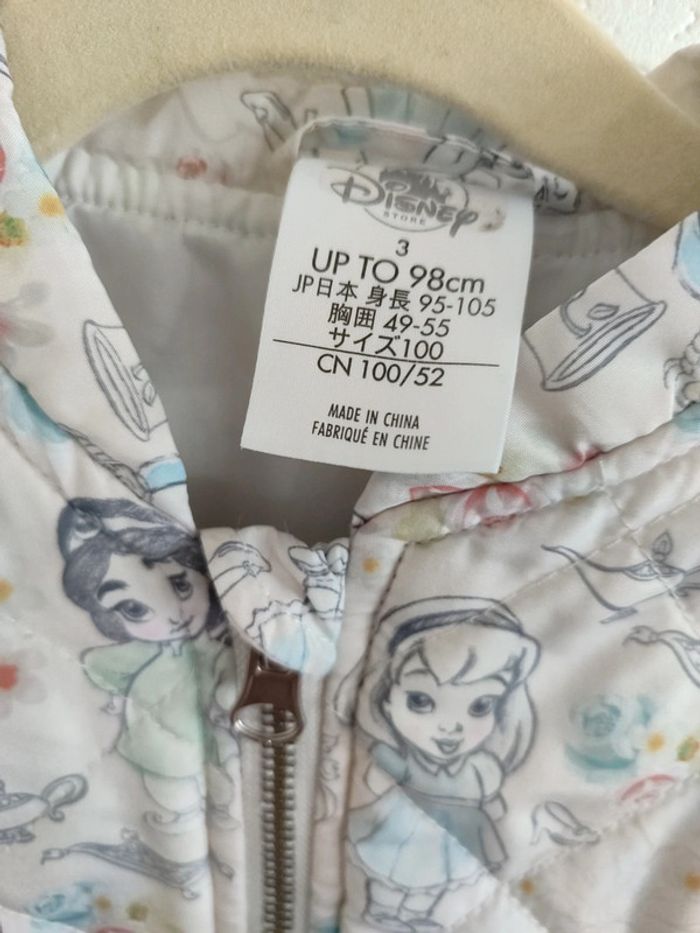 Disney
STORE
3
UP TO 98cm
JP日本 身長 95-105
胸囲 49-55
サイズ100
CN 100/52
MADE IN CHINA
FABRIQUÉ EN CHINE